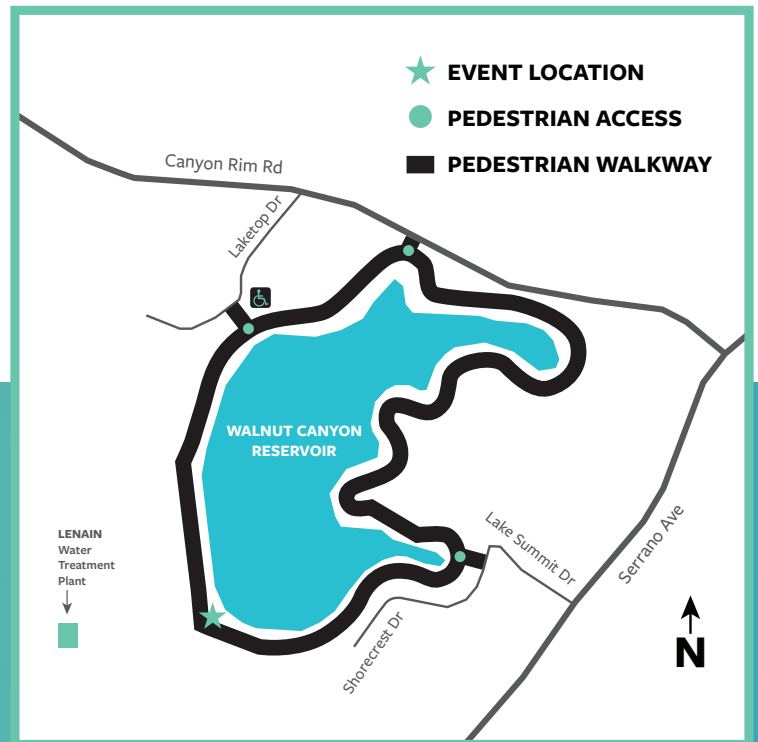 EVENT LOCATION
PEDESTRIAN ACCESS
PEDESTRIAN WALKWAY
Canyon Rim Rd
Laketop Dr
WALNUT CANYON
RESERVOIR
LENAIN
Water
Treatment
Plant
Lake Summit Dr
Serrano Ave
Shorecrest Dr
N